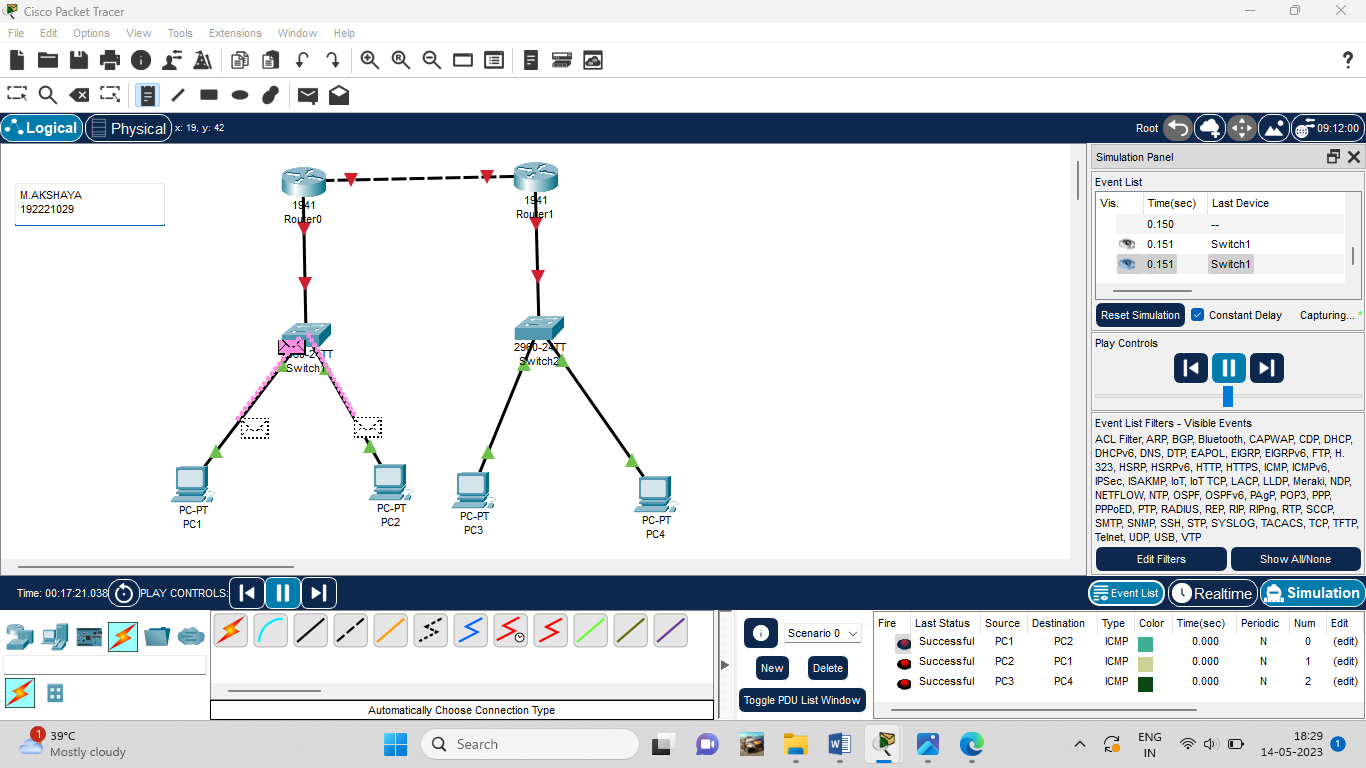 Cisco Packet Tracer
File Edit Options View Tools Extensions Window Help
Logical Physical x: 19, y: 42 Root 09:12:00
M.AKSHAYA
192221029
1941
Router0
1941
Router1
Switch1
2960-24TT
Switch2
PC-PT
PC1
PC-PT
PC2
PC-PT
PC3
PC-PT
PC4
Simulation Panel
Event List
Vis. Time(sec) Last Device
0.150 --
0.151 Switch1
0.151 Switch1
Reset Simulation Constant Delay Capturing... *
Play Controls
Event List Filters - Visible Events
ACL Filter, ARP, BGP, Bluetooth, CAPWAP, CDP, DHCP,
DHCPv6, DNS, DTP, EAPOL, EIGRP, EIGRPv6, FTP, H.
323, HSRP, HSRPv6, HTTP, HTTPS, ICMP, ICMPv6,
IPSec, ISAKMP, IoT, IoT TCP, LACP, LLDP, Meraki, NDP,
NETFLOW, NTP, OSPF, OSPFv6, PAgP, POP3, PPP,
PPPoED, PTP, RADIUS, REP, RIP, RIPng, RTP, SCCP,
SMTP, SNMP, SSH, STP, SYSLOG, TACACS, TCP, TFTP,
Telnet, UDP, USB, VTP
Edit Filters Show All/None
Time: 00:17:21.038 PLAY CONTROLS: Event List Realtime Simulation
Automatically Choose Connection Type
Scenario 0
New Delete
Toggle PDU List Window
Fire Last Status Source Destination Type Color Time(sec) Periodic Num Edit
Successful PC1 PC2 ICMP 0.000 N 0 (edit)
Successful PC2 PC1 ICMP 0.000 N 1 (edit)
Successful PC3 PC4 ICMP 0.000 N 2 (edit)
1
39°C
Mostly cloudy
Search
ENG
IN
18:29
14-05-2023
1